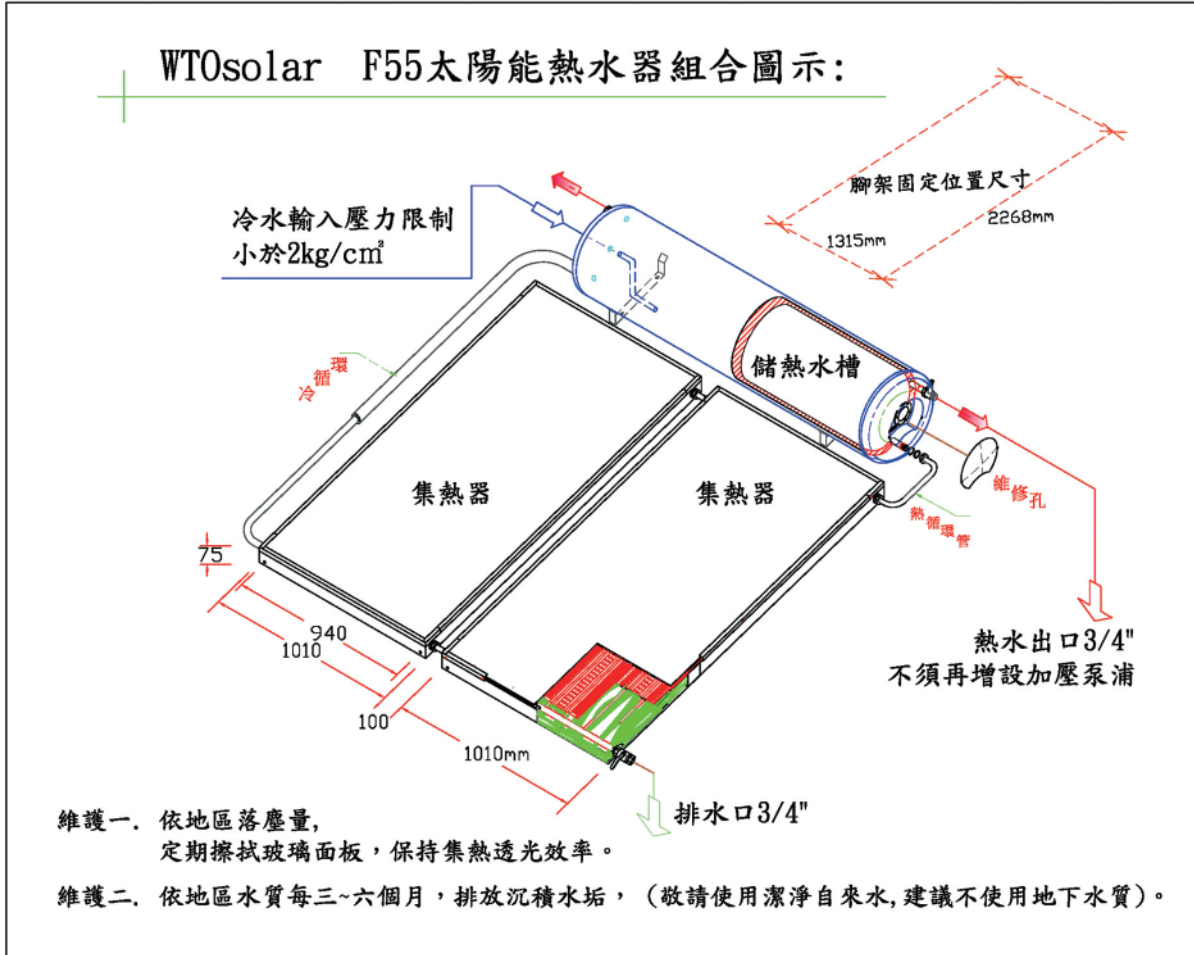 WTOsolar F55太陽能熱水器組合圖示:
腳架固定位置尺寸
2268mm
1315mm
冷水輸入壓力限制
小於2kg/cm²
冷循環
儲熱水槽
集熱器
集熱器
維修孔
熱循環管
75
940
1010
100
1010mm
熱水出口3/4"
不須再增設加壓泵浦
排水口3/4"
維護一. 依地區落塵量,
定期擦拭玻璃面板，保持集熱透光效率。
維護二. 依地區水質每三~六個月，排放沉積水垢，（敬請使用潔淨自來水,建議不使用地下水質)。